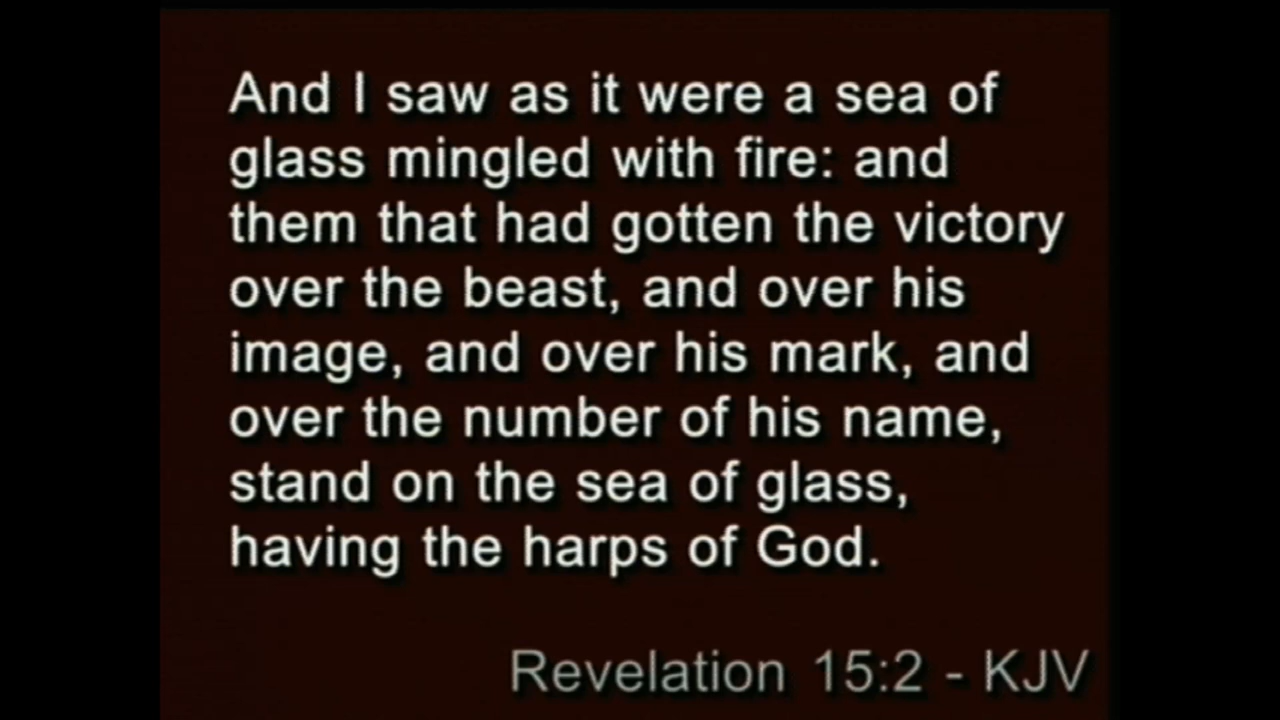 And I saw as it were a sea of
glass mingled with fire: and
them that had gotten the victory
over the beast, and over his
image, and over his mark, and
over the number of his name,
stand on the sea of glass,
having the harps of God.
Revelation 15:2 - KJV